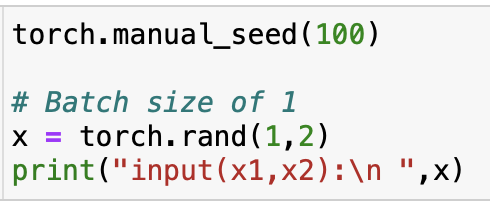 torch.manual_seed(100)
# Batch size of 1
x = torch.rand(1,2)
print("input(x1,x2):\n ",x)